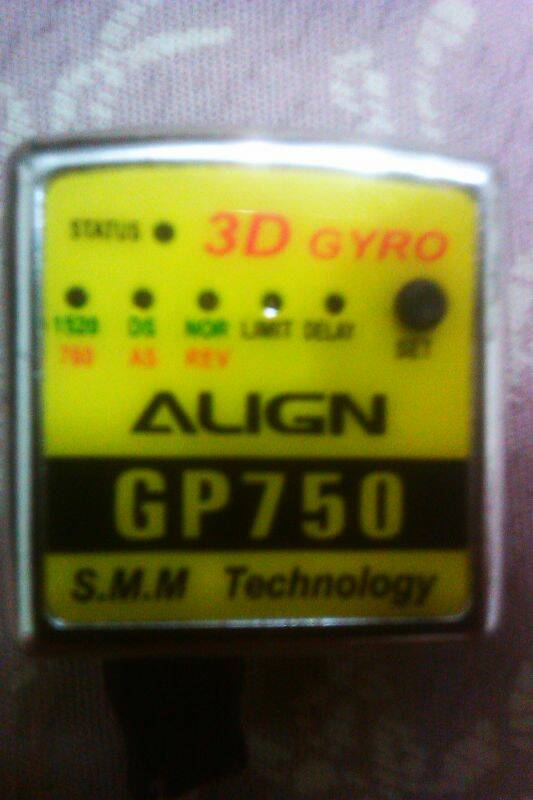 STATUS 3D GYRO
1520 DS NOR LIMIT DELAY
760 AS REV SET
ALIGN
GP750
S.M.M Technology